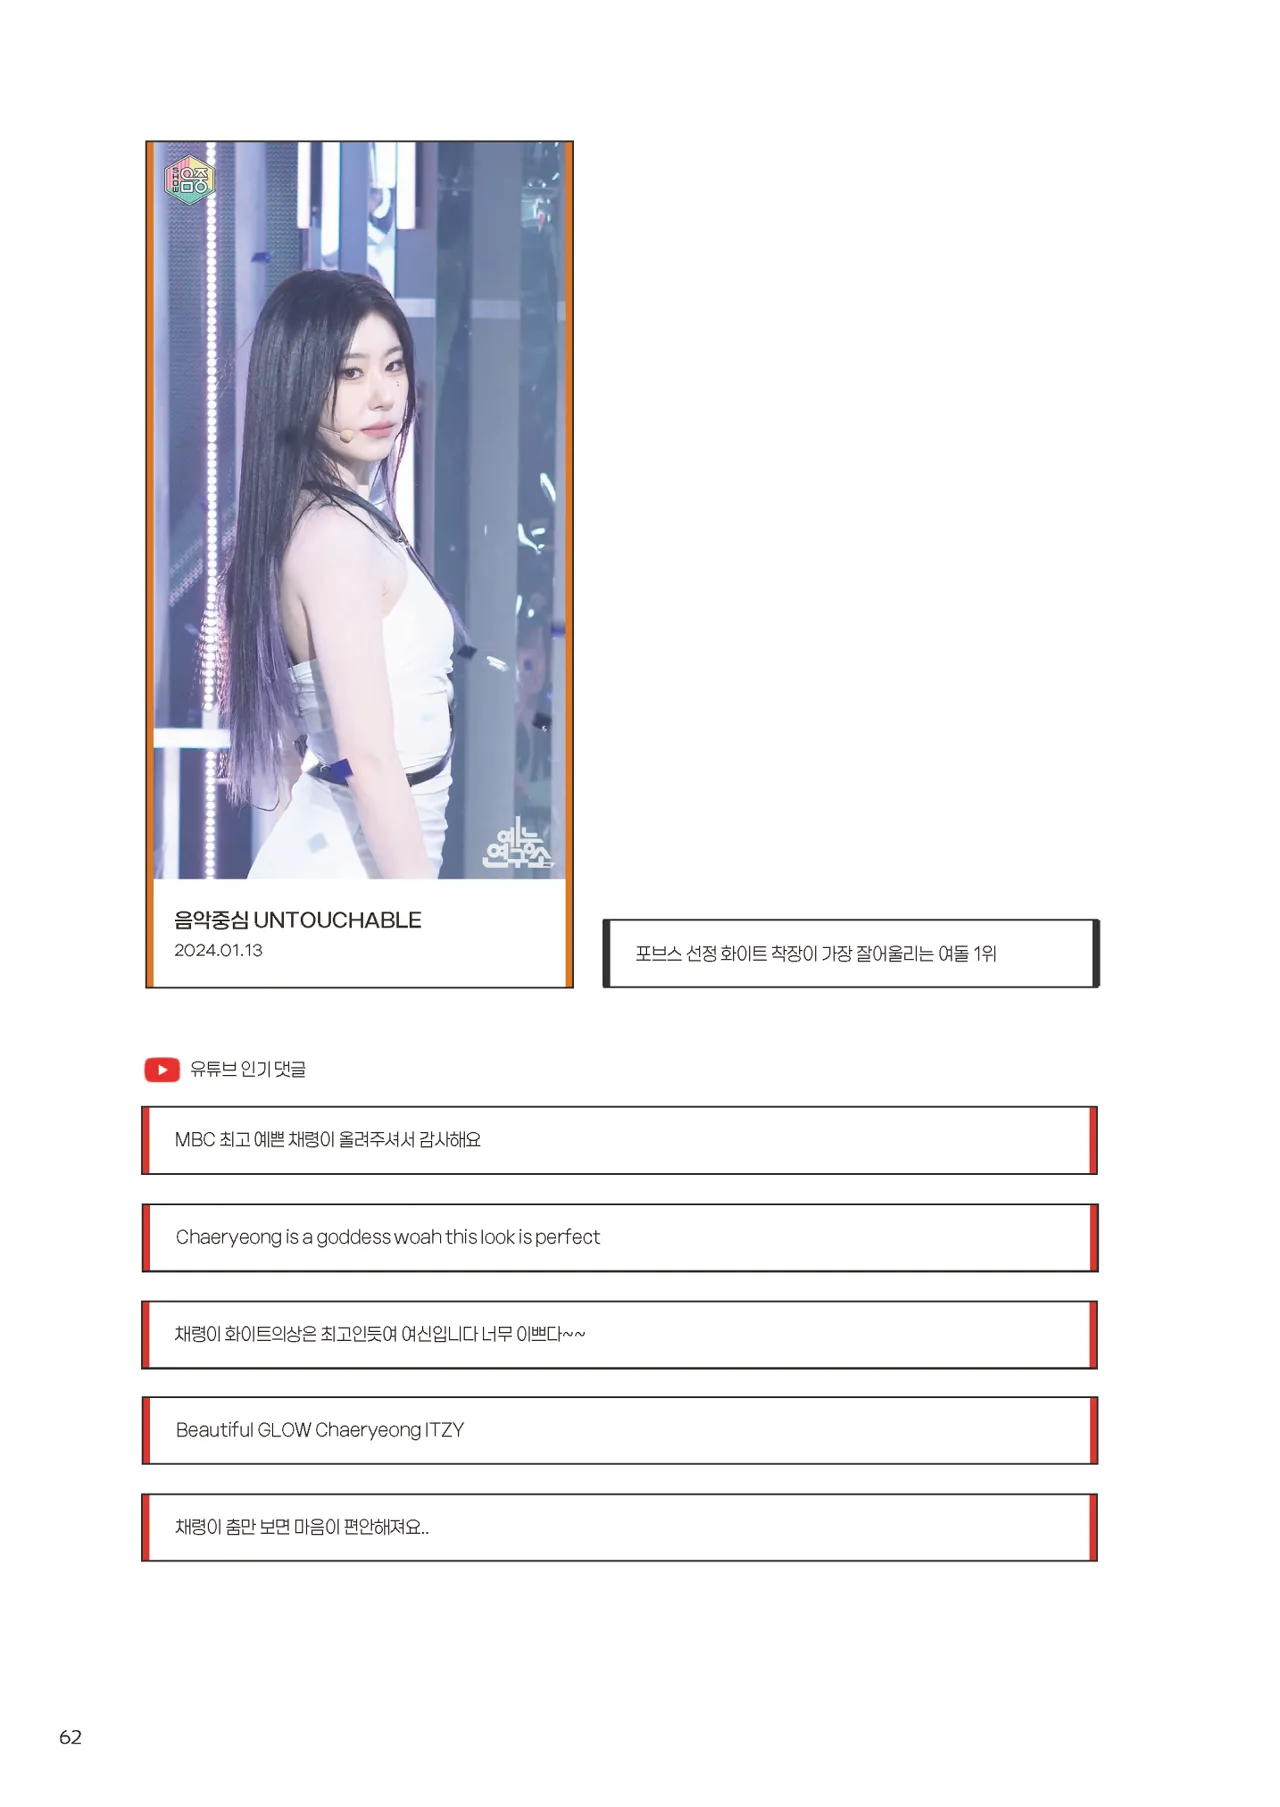 SHOW 음중
예능
연구소
음악중심 UNTOUCHABLE
2024.01.13
포브스 선정 화이트 착장이 가장 잘어울리는 여돌 1위
유튜브 인기 댓글
MBC 최고 예쁜 채령이 올려주셔서 감사해요
Chaeryeong is a goddess woah this look is perfect
채령이 화이트의상은 최고인듯여 여신입니다 너무 이쁘다~~
Beautiful GLOW Chaeryeong ITZY
채령이 춤만 보면 마음이 편안해져요..
62